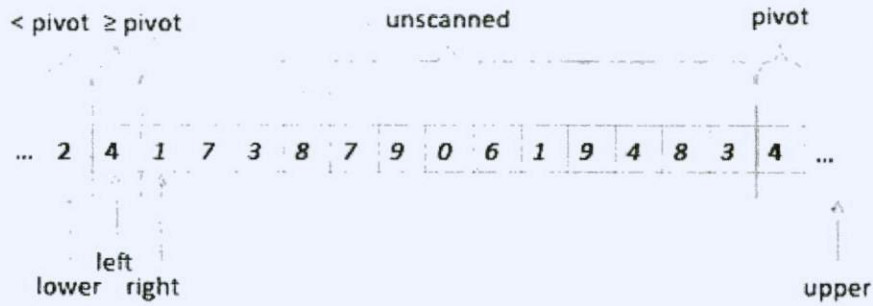 < pivot ≥ pivot unscanned pivot
... 2 4 1 7 3 8 7 9 0 6 1 9 4 8 3 4 ...
left
lower right upper